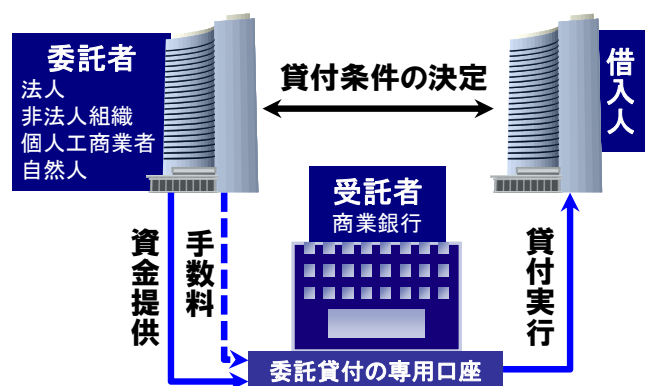 委託者
法人
非法人組織
個人工商業者
自然人
貸付条件の決定
借入人
受託者
商業銀行
資金提供
手数料
貸付実行
委託貸付の専用口座